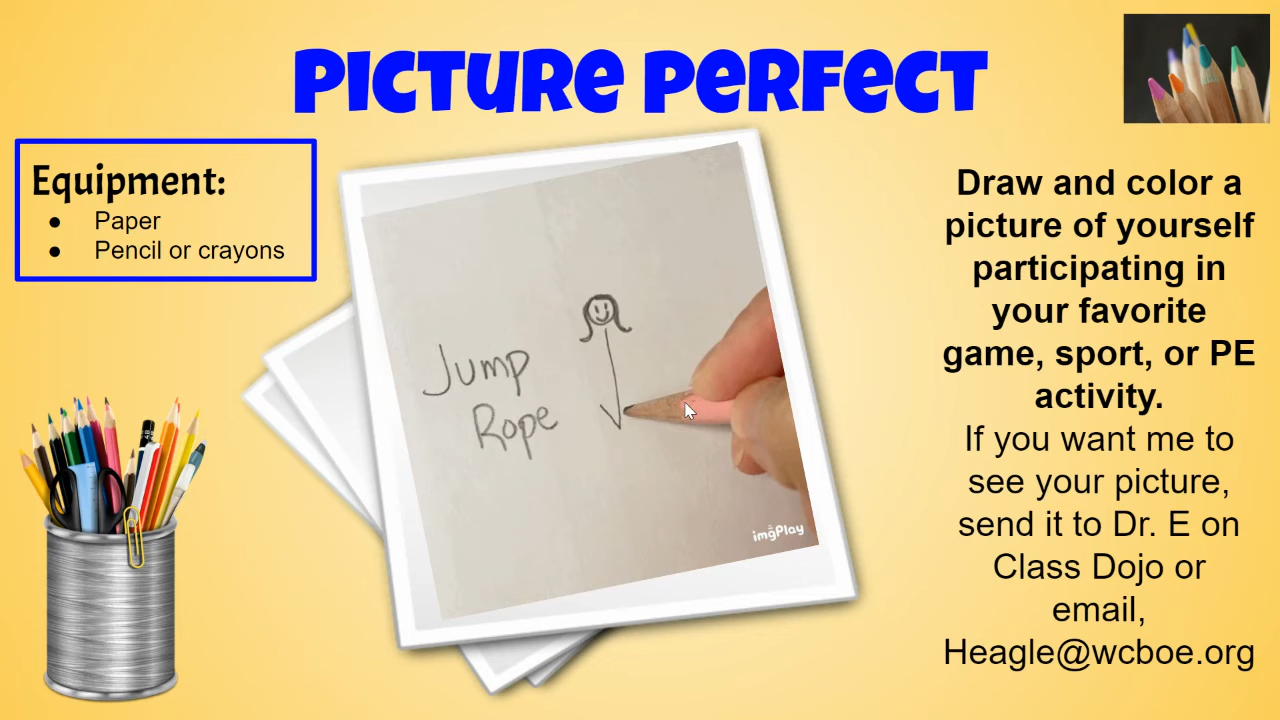 PICTURE PERFECT
Equipment:
● Paper
● Pencil or crayons
Jump
Rope
imgPlay
Draw and color a
picture of yourself
participating in
your favorite
game, sport, or PE
activity.
If you want me to
see your picture,
send it to Dr. E on
Class Dojo or
email,
Heagle@wcboe.org